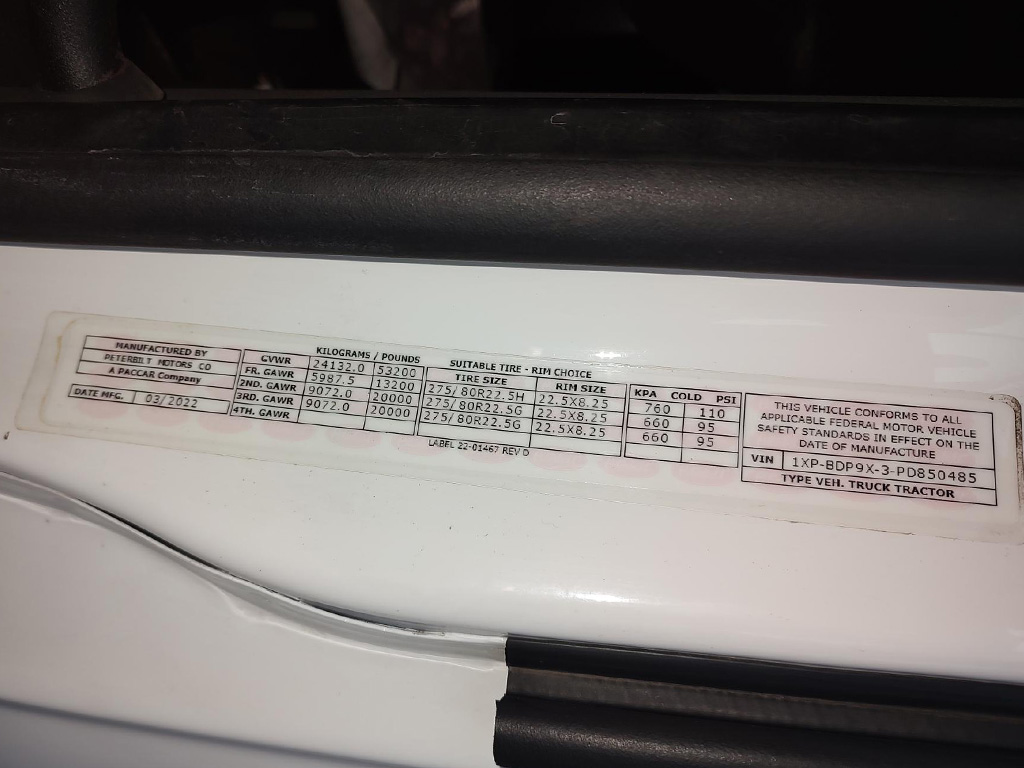 MANUFACTURED BY
PETERBILT MOTORS CO
A PACCAR Company
DATE MFG. 03/2022
KILOGRAMS / POUNDS
GVWR 24132.0 53200
FR. GAWR 5987.5 13200
2ND. GAWR 9072.0 20000
3RD. GAWR 9072.0 20000
4TH. GAWR
SUITABLE TIRE - RIM CHOICE
TIRE SIZE RIM SIZE
275/80R22.5H 22.5X8.25
275/80R22.5G 22.5X8.25
275/80R22.5G 22.5X8.25
KPA COLD PSI
760 110
660 95
660 95
LABEL 22-01467 REV D
THIS VEHICLE CONFORMS TO ALL
APPLICABLE FEDERAL MOTOR VEHICLE
SAFETY STANDARDS IN EFFECT ON THE
DATE OF MANUFACTURE
VIN 1XP-BDP9X-3-PD850485
TYPE VEH. TRUCK TRACTOR